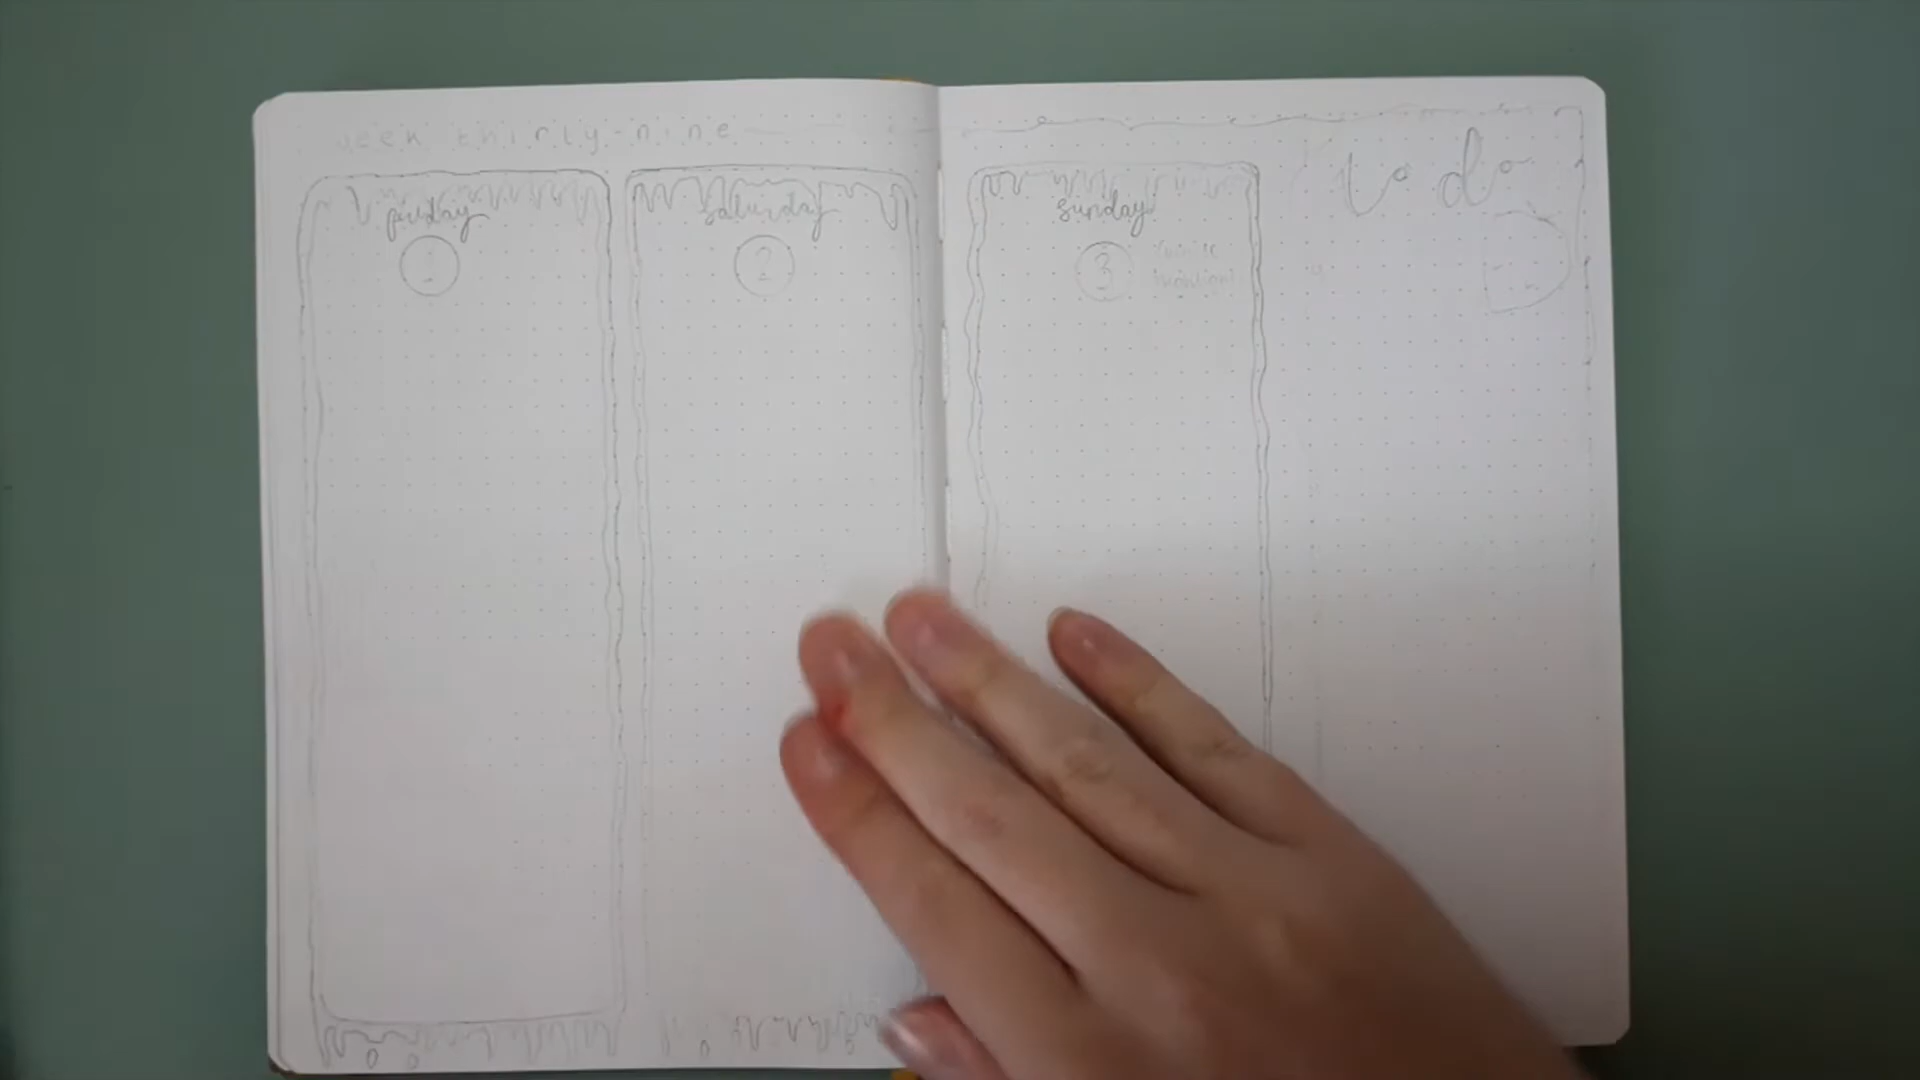 week thirty-nine
friday
1
saturday
2
sunday
3
to do